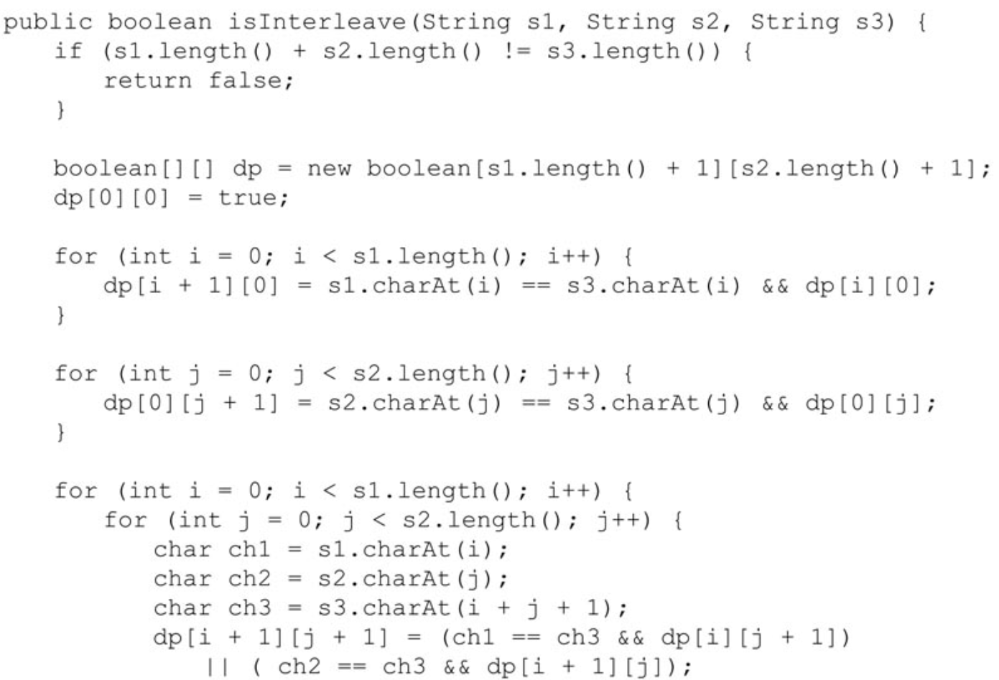 public boolean isInterleave(String s1, String s2, String s3) {
    if (s1.length() + s2.length() != s3.length()) {
        return false;
    }

    boolean[][] dp = new boolean[s1.length() + 1][s2.length() + 1];
    dp[0][0] = true;

    for (int i = 0; i < s1.length(); i++) {
        dp[i + 1][0] = s1.charAt(i) == s3.charAt(i) && dp[i][0];
    }

    for (int j = 0; j < s2.length(); j++) {
        dp[0][j + 1] = s2.charAt(j) == s3.charAt(j) && dp[0][j];
    }

    for (int i = 0; i < s1.length(); i++) {
        for (int j = 0; j < s2.length(); j++) {
            char ch1 = s1.charAt(i);
            char ch2 = s2.charAt(j);
            char ch3 = s3.charAt(i + j + 1);
            dp[i + 1][j + 1] = (ch1 == ch3 && dp[i][j + 1])
                || ( ch2 == ch3 && dp[i + 1][j]);